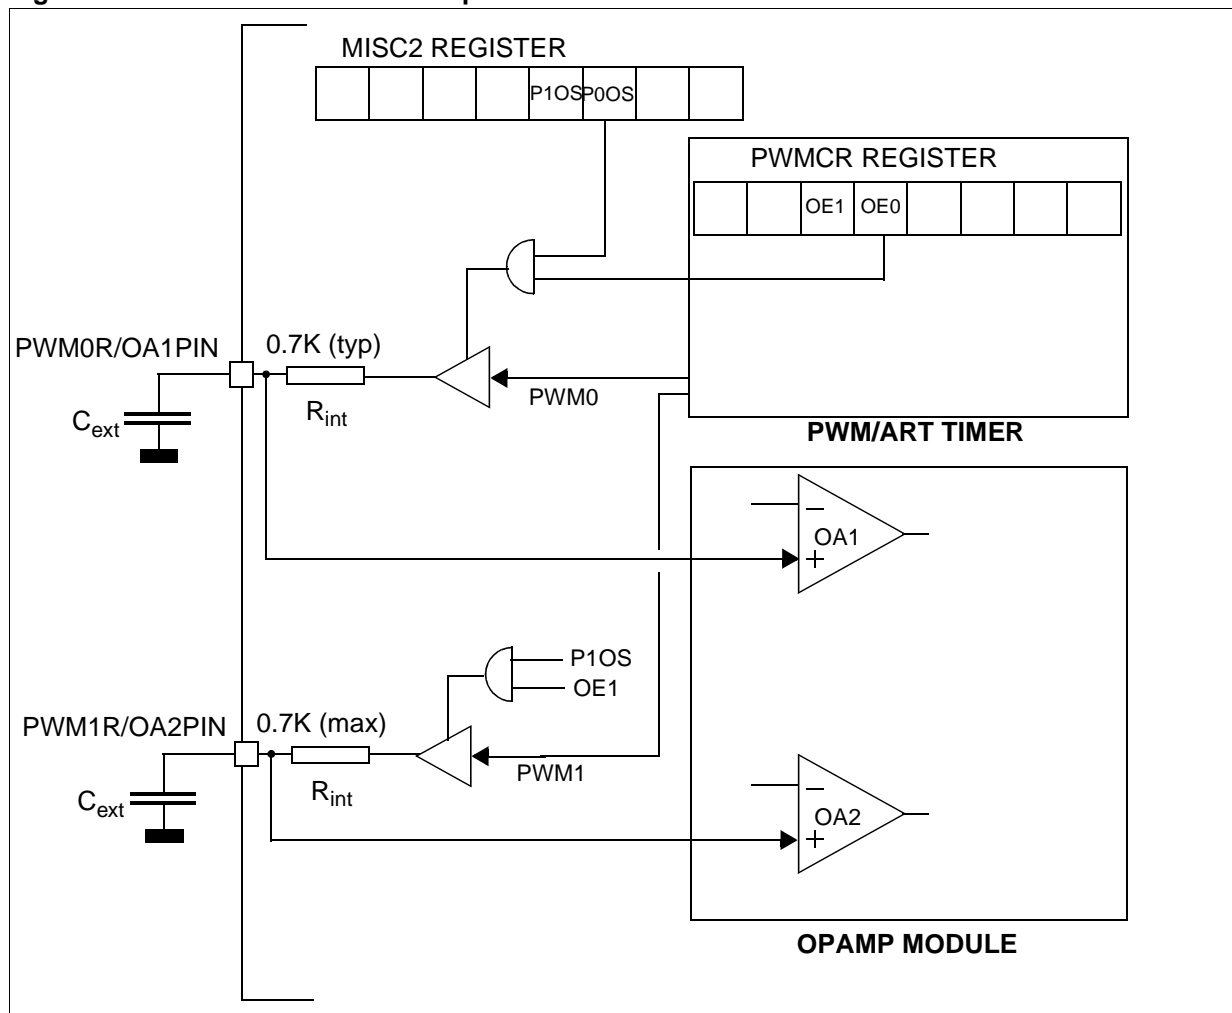 MISC2 REGISTER
P1OS P0OS
PWMCR REGISTER
OE1 OE0
PWM0R/OA1PIN
0.7K (typ)
Rint
Cext
PWM0
PWM/ART TIMER
−
OA1
+
P1OS
OE1
PWM1R/OA2PIN
0.7K (max)
Rint
Cext
PWM1
−
OA2
+
OPAMP MODULE